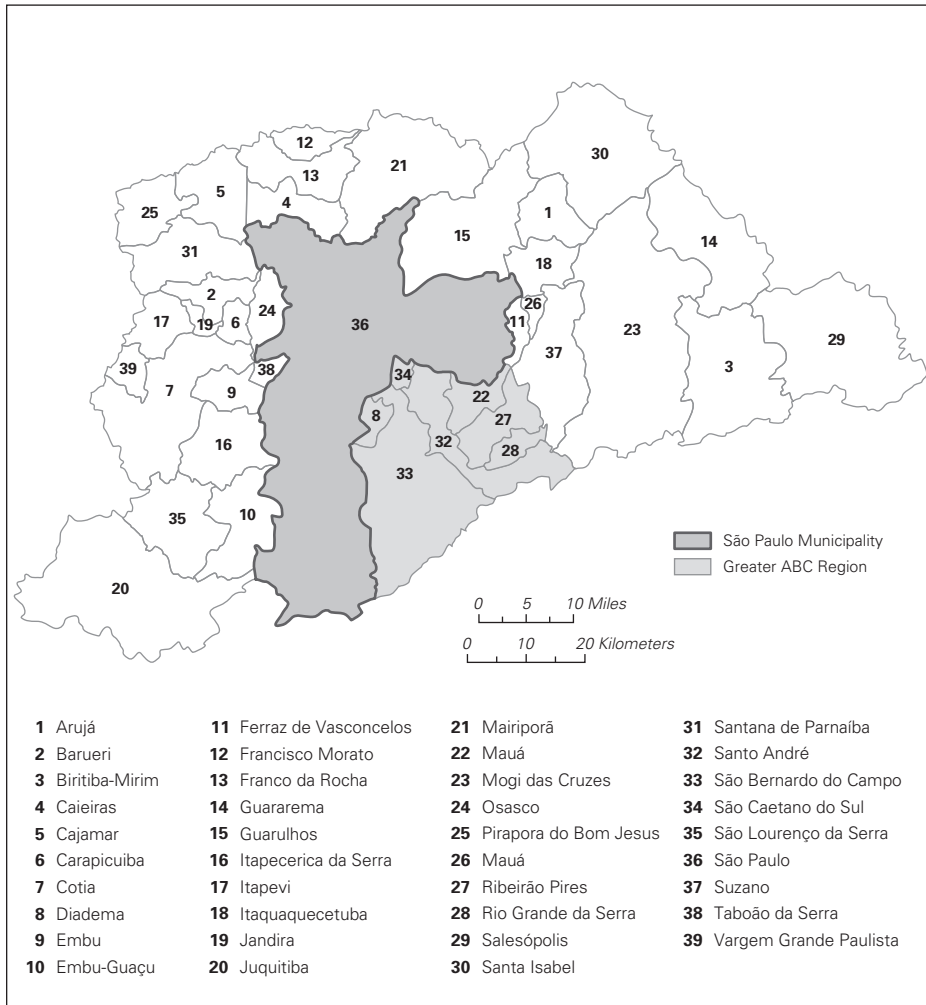 12
30
21
13
5
4
25
1
15
14
31
18
2
26
24
17
11
19
6
36
23
29
37
39
38
34
3
7
9
22
8
27
16
32
28
33
10
35
São Paulo Municipality
Greater ABC Region
20
0 5 10 Miles
0 10 20 Kilometers
1 Arujá
2 Barueri
3 Biritiba-Mirim
4 Caieiras
5 Cajamar
6 Carapicuiba
7 Cotia
8 Diadema
9 Embu
10 Embu-Guaçu
11 Ferraz de Vasconcelos
12 Francisco Morato
13 Franco da Rocha
14 Guararema
15 Guarulhos
16 Itapecerica da Serra
17 Itapevi
18 Itaquaquecetuba
19 Jandira
20 Juquitiba
21 Mairiporã
22 Mauá
23 Mogi das Cruzes
24 Osasco
25 Pirapora do Bom Jesus
26 Mauá
27 Ribeirão Pires
28 Rio Grande da Serra
29 Salesópolis
30 Santa Isabel
31 Santana de Parnaíba
32 Santo André
33 São Bernardo do Campo
34 São Caetano do Sul
35 São Lourenço da Serra
36 São Paulo
37 Suzano
38 Taboão da Serra
39 Vargem Grande Paulista